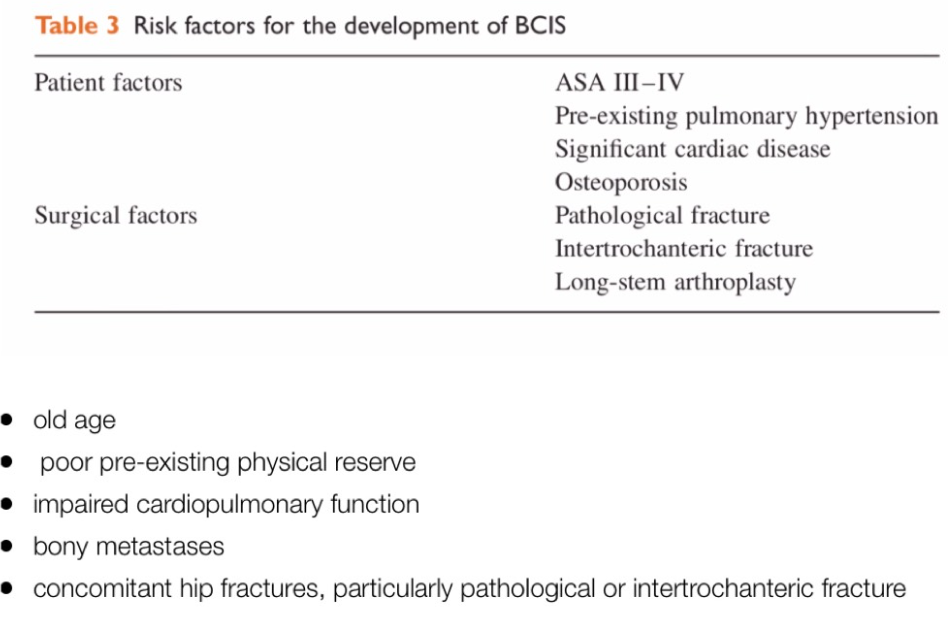 Table 3 Risk factors for the development of BCIS
Patient factors ASA III–IV
Pre-existing pulmonary hypertension
Significant cardiac disease
Osteoporosis
Surgical factors Pathological fracture
Intertrochanteric fracture
Long-stem arthroplasty
• old age
• poor pre-existing physical reserve
• impaired cardiopulmonary function
• bony metastases
• concomitant hip fractures, particularly pathological or intertrochanteric fracture